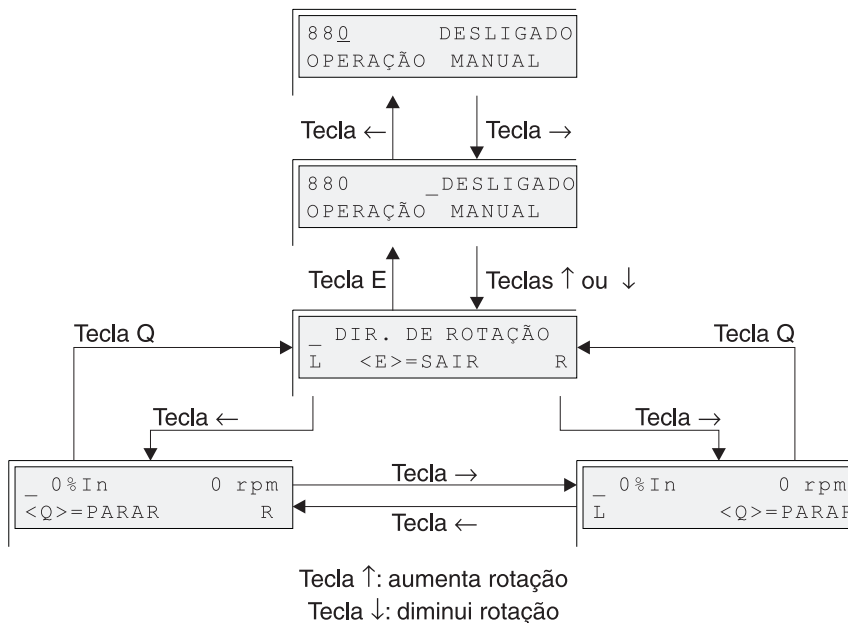 880 DESLIGADO
OPERAÇÃO MANUAL
Tecla ←
Tecla →
880 _DESLIGADO
OPERAÇÃO MANUAL
Tecla E
Teclas ↑ ou ↓
Tecla Q
_ DIR. DE ROTAÇÃO
L <E>=SAIR R
Tecla Q
Tecla ←
Tecla →
_ 0%In 0 rpm
<Q>=PARAR R
Tecla →
Tecla ←
_ 0%In 0 rpm
L <Q>=PARAR
Tecla ↑: aumenta rotação
Tecla ↓: diminui rotação